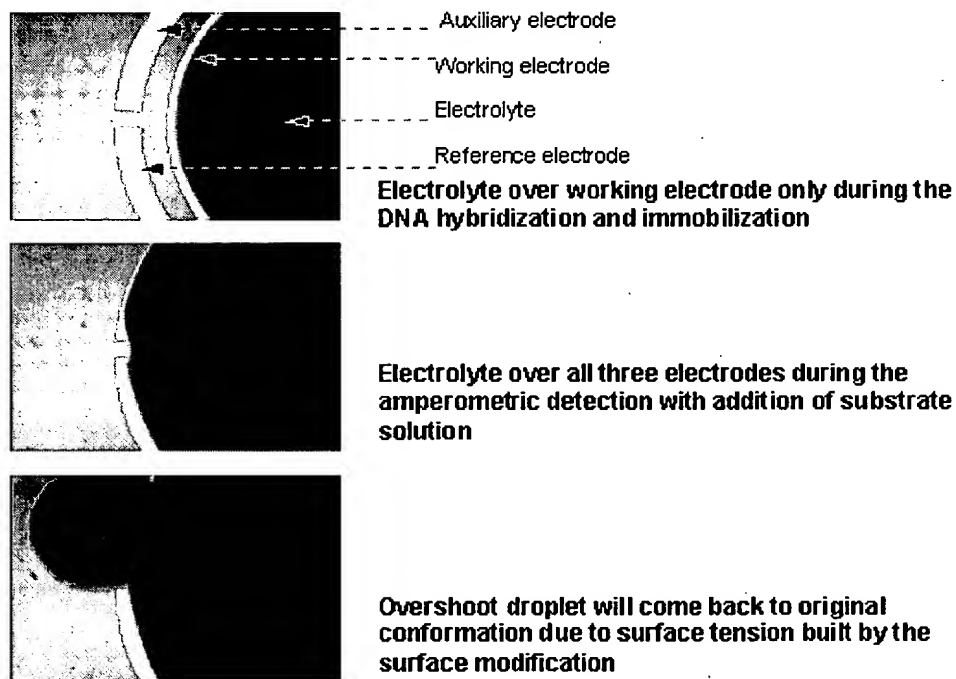 Auxiliary electrode
Working electrode
Electrolyte
Reference electrode
Electrolyte over working electrode only during the
DNA hybridization and immobilization
Electrolyte over all three electrodes during the
amperometric detection with addition of substrate
solution
Overshoot droplet will come back to original
conformation due to surface tension built by the
surface modification